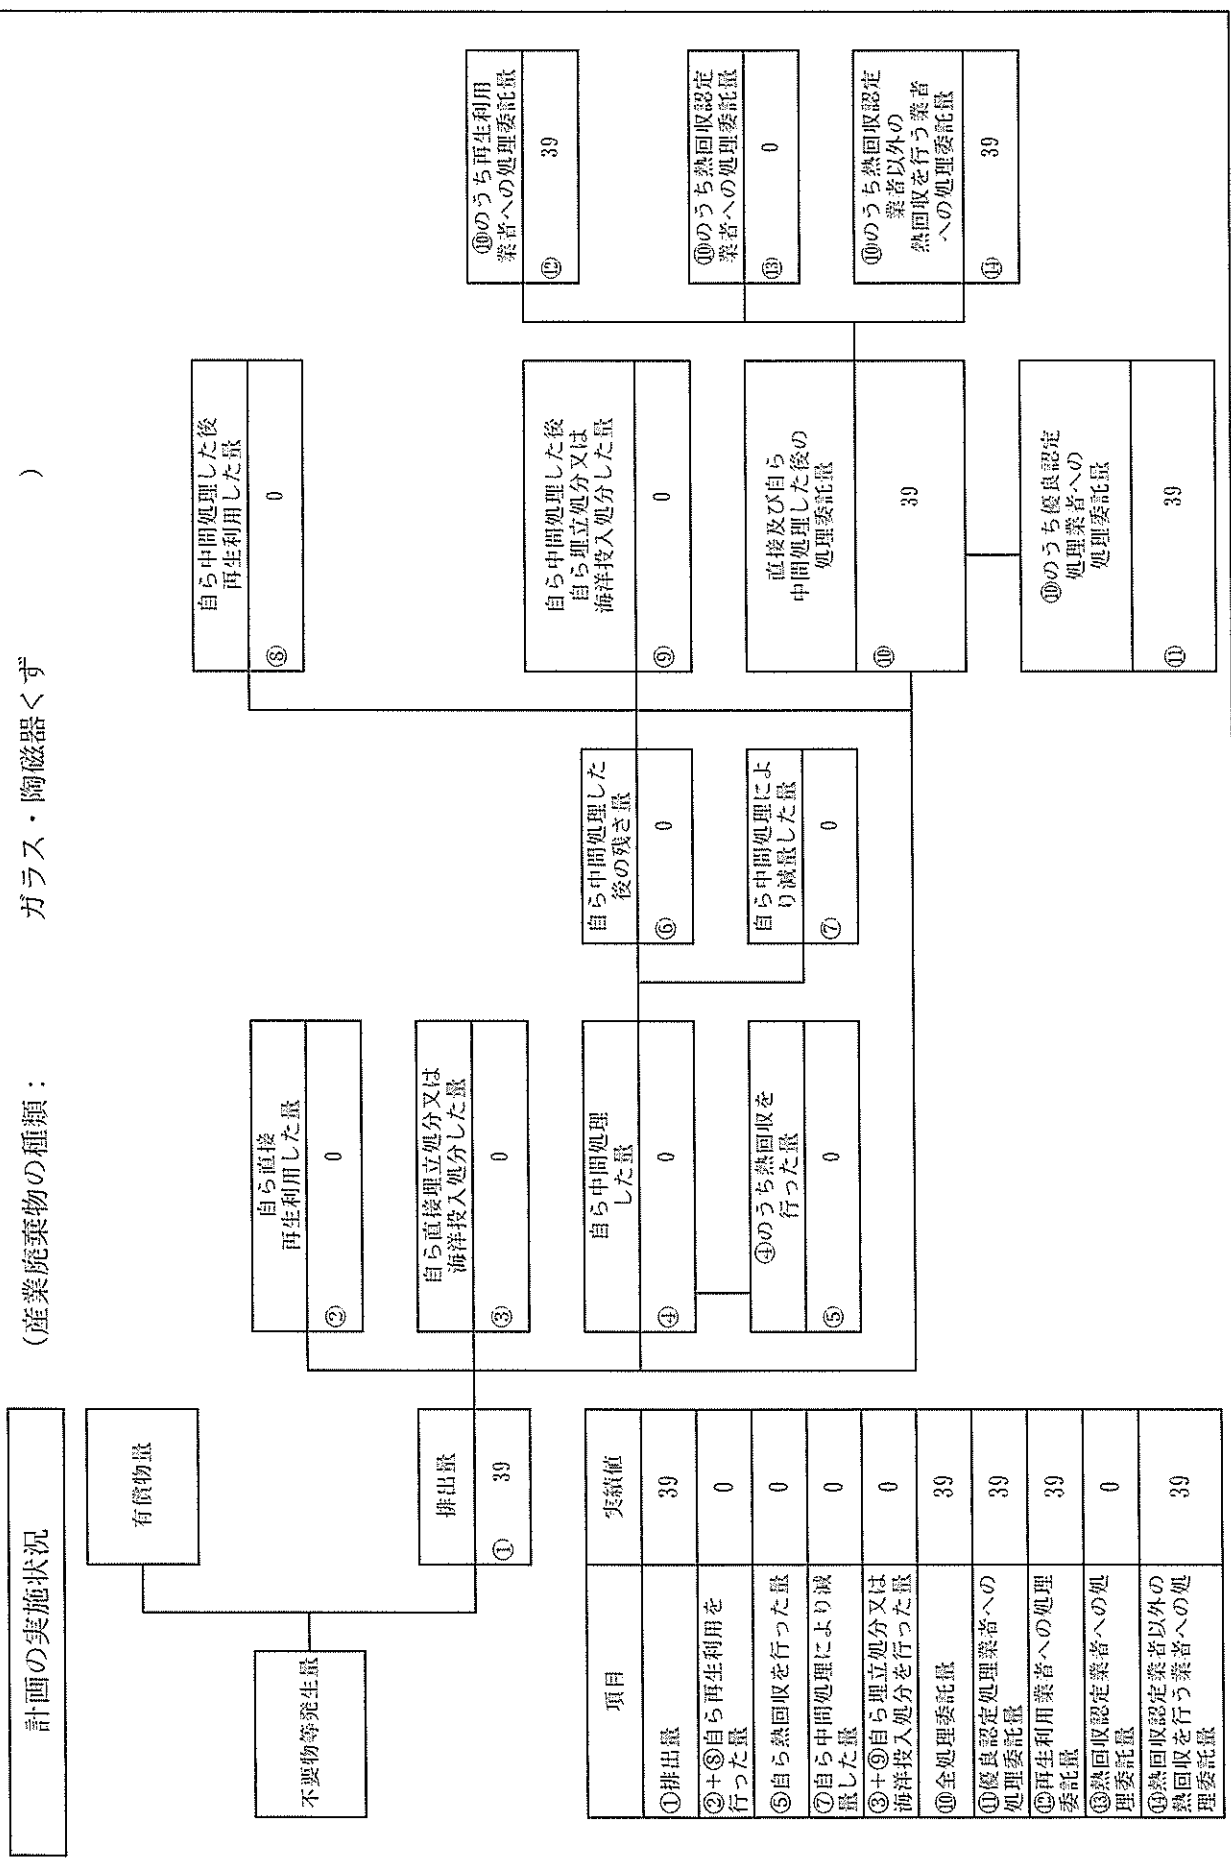 計画の実施状況
(産業廃棄物の種類： ガラス・陶磁器くず )
不要物等発生量
有償物量
排出量
① 39
自ら直接
再生利用した量
② 0
自ら直接埋立処分又は
海洋投入処分した量
③ 0
自ら中間処理
した量
④ 0
④のうち熱回収を
行った量
⑤ 0
自ら中間処理した
後の残さ量
⑥ 0
自ら中間処理によ
り減量した量
⑦ 0
自ら中間処理した後
再生利用した量
⑧ 0
自ら中間処理した後
自ら埋立処分又は
海洋投入処分した量
⑨ 0
直接及び自ら
中間処理した後の
処理委託量
⑩ 39
⑩のうち優良認定
処理業者への
処理委託量
⑪ 39
⑩のうち再生利用
業者への処理委託量
⑫ 39
⑩のうち熱回収認定
業者への処理委託量
⑬ 0
⑩のうち熱回収認定
業者以外の
熱回収を行う業者
への処理委託量
⑭ 39
項目 実績値
①排出量 39
②+⑧自ら再生利用を
行った量 0
⑤自ら熱回収を行った量 0
⑦自ら中間処理により減
量した量 0
③+⑨自ら埋立処分又は
海洋投入処分を行った量 0
⑩全処理委託量 39
⑪優良認定処理業者への
処理委託量 39
⑫再生利用業者への処理
委託量 39
⑬熱回収認定業者への処
理委託量 0
⑭熱回収認定業者以外の
熱回収を行う業者への処
理委託量 39